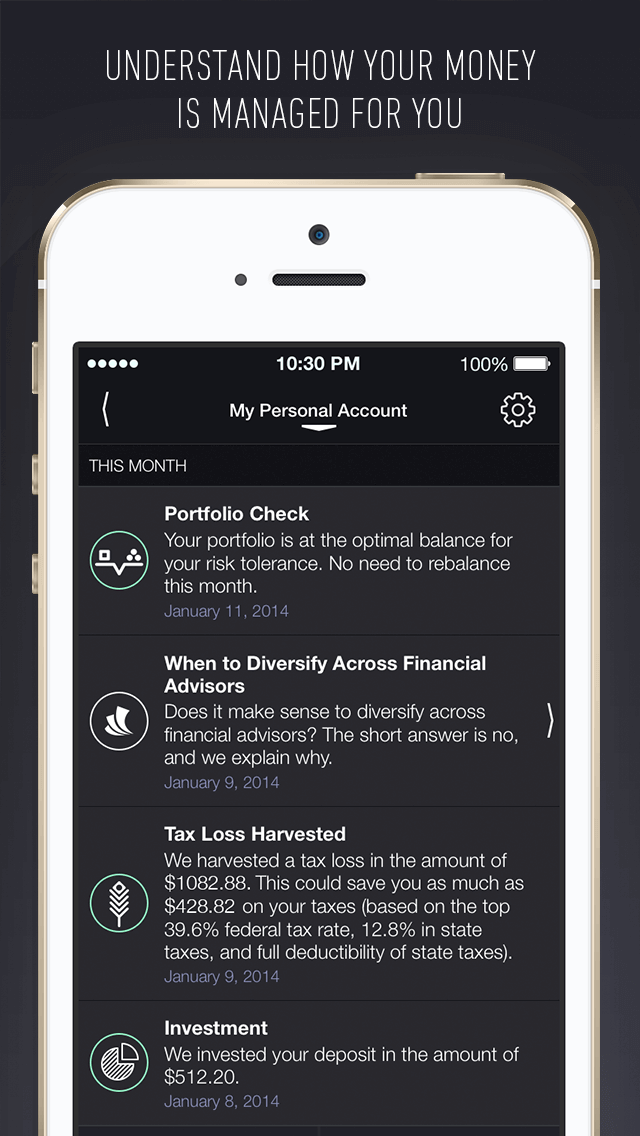 UNDERSTAND HOW YOUR MONEY
IS MANAGED FOR YOU
10:30 PM
100%
My Personal Account
THIS MONTH
Portfolio Check
Your portfolio is at the optimal balance for
your risk tolerance. No need to rebalance
this month.
January 11, 2014
When to Diversify Across Financial
Advisors
Does it make sense to diversify across
financial advisors? The short answer is no,
and we explain why.
January 9, 2014
Tax Loss Harvested
We harvested a tax loss in the amount of
$1082.88. This could save you as much as
$428.82 on your taxes (based on the top
39.6% federal tax rate, 12.8% in state
taxes, and full deductibility of state taxes).
January 9, 2014
Investment
We invested your deposit in the amount of
$512.20.
January 8, 2014